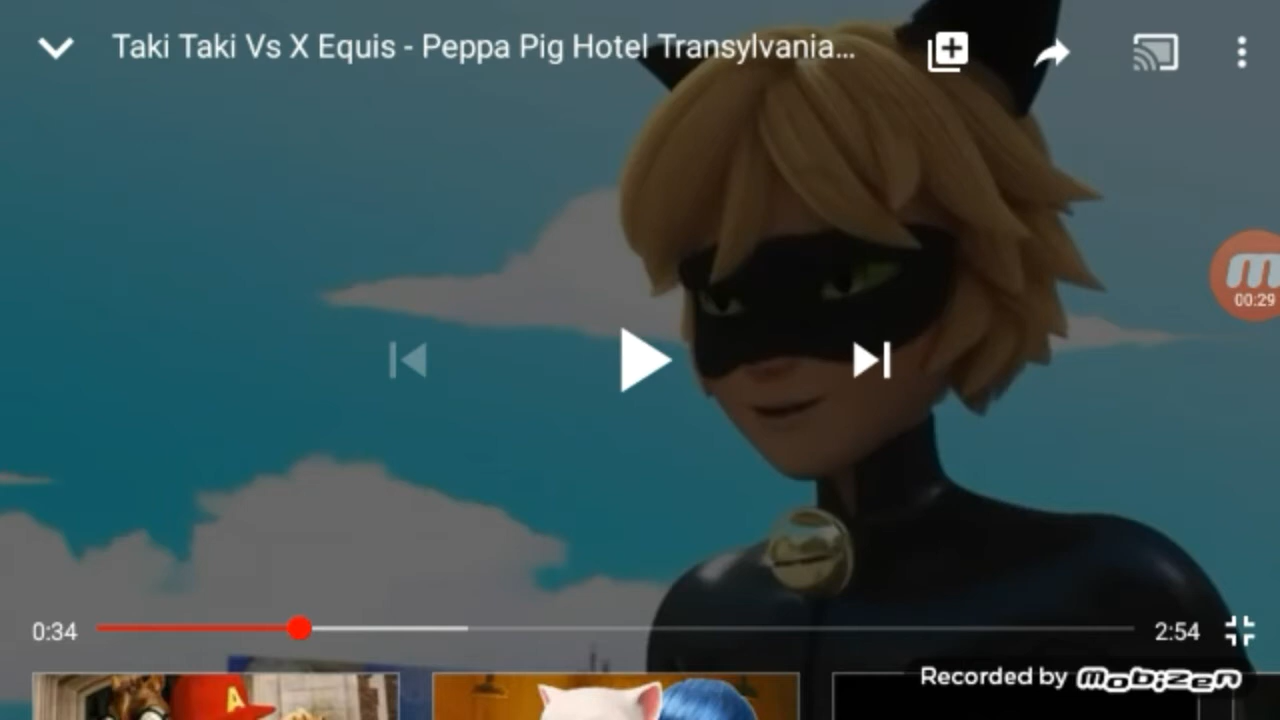 Taki Taki Vs X Equis - Peppa Pig Hotel Transylvania...
m
00:29
0:34
2:54
Recorded by mobizen
A